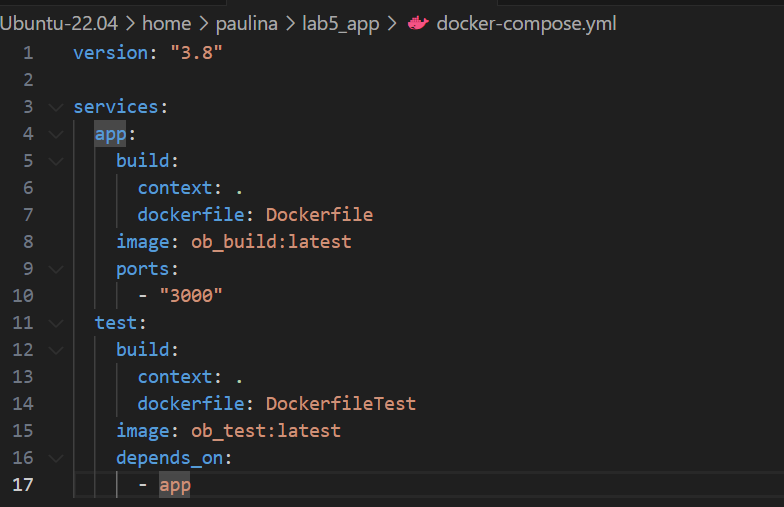 Ubuntu-22.04 > home > paulina > lab5_app > docker-compose.yml
1 version: "3.8"
2
3 services:
4   app:
5     build:
6       context: .
7       dockerfile: Dockerfile
8     image: ob_build:latest
9     ports:
10       - "3000"
11   test:
12     build:
13       context: .
14       dockerfile: DockerfileTest
15     image: ob_test:latest
16     depends_on:
17       - app